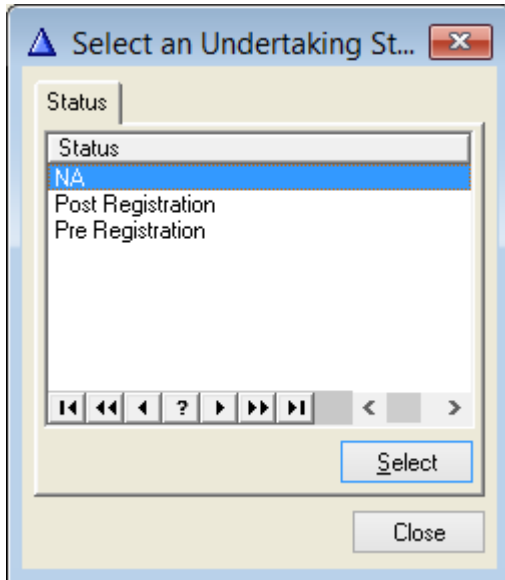 Select an Undertaking St...
Status
Status
NA
Post Registration
Pre Registration
?
Select
Close